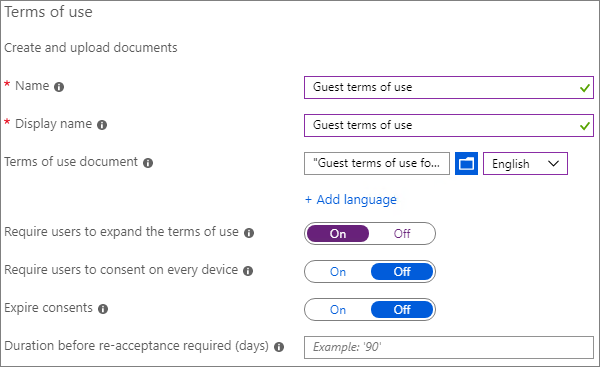 Terms of use
Create and upload documents
* Name
Guest terms of use
* Display name
Guest terms of use
Terms of use document
"Guest terms of use fo...
English
+ Add language
Require users to expand the terms of use
On Off
Require users to consent on every device
On Off
Expire consents
On Off
Duration before re-acceptance required (days)
Example: '90'